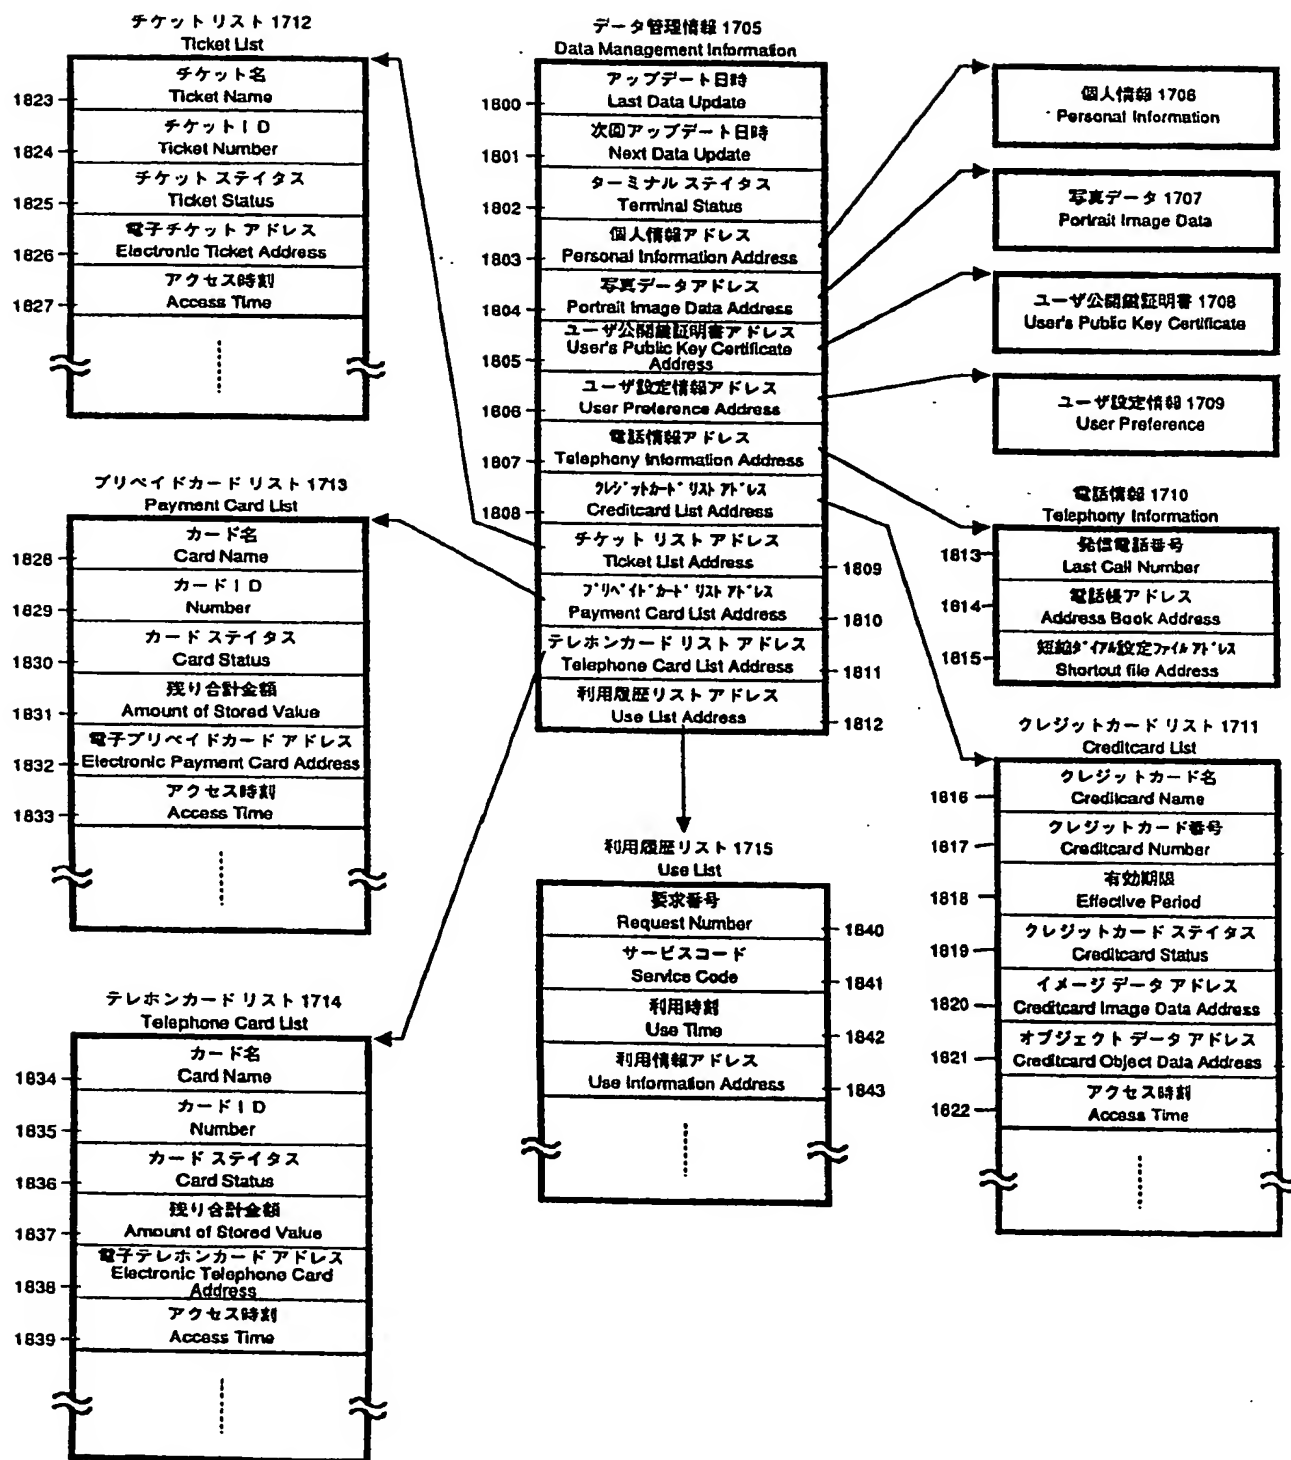 チケット リスト 1712
Ticket List
チケット名
Ticket Name
1823
チケットID
Ticket Number
1824
チケット ステイタス
Ticket Status
1825
電子チケット アドレス
Electronic Ticket Address
1826
アクセス時刻
Access Time
1827
プリペイドカード リスト 1713
Payment Card List
カード名
Card Name
1828
カードID
Number
1829
カード ステイタス
Card Status
1830
残り合計金額
Amount of Stored Value
1831
電子プリペイドカード アドレス
Electronic Payment Card Address
1832
アクセス時刻
Access Time
1833
テレホンカード リスト 1714
Telephone Card List
カード名
Card Name
1834
カードID
Number
1835
カード ステイタス
Card Status
1836
残り合計金額
Amount of Stored Value
1837
電子テレホンカード アドレス
Electronic Telephone Card
Address
1838
アクセス時刻
Access Time
1839
データ管理情報 1705
Data Management Information
アップデート日時
Last Data Update
1800
次回アップデート日時
Next Data Update
1801
ターミナル ステイタス
Terminal Status
1802
個人情報アドレス
Personal Information Address
1803
写真データアドレス
Portrait Image Data Address
1804
ユーザ公開鍵証明書アドレス
User's Public Key Certificate
Address
1805
ユーザ設定情報アドレス
User Preference Address
1806
電話情報アドレス
Telephony Information Address
1807
クレジットカード リスト アドレス
Creditcard List Address
1808
チケット リスト アドレス
Ticket List Address
1809
プリペイドカード リスト アドレス
Payment Card List Address
1810
テレホンカード リスト アドレス
Telephone Card List Address
1811
利用履歴リスト アドレス
Use List Address
1812
利用履歴リスト 1715
Use List
要求番号
Request Number
1840
サービスコード
Service Code
1841
利用時刻
Use Time
1842
利用情報アドレス
Use Information Address
1843
個人情報 1706
Personal Information
写真データ 1707
Portrait Image Data
ユーザ公開鍵証明書 1708
User's Public Key Certificate
ユーザ設定情報 1709
User Preference
電話情報 1710
Telephony Information
発信電話番号
Last Call Number
1813
電話帳アドレス
Address Book Address
1814
短縮ダイアル設定ファイル アドレス
Shortcut file Address
1815
クレジットカード リスト 1711
Creditcard List
クレジットカード名
Creditcard Name
1816
クレジットカード番号
Creditcard Number
1817
有効期限
Effective Period
1818
クレジットカード ステイタス
Creditcard Status
1819
イメージ データ アドレス
Creditcard Image Data Address
1820
オブジェクト データ アドレス
Creditcard Object Data Address
1821
アクセス時刻
Access Time
1822